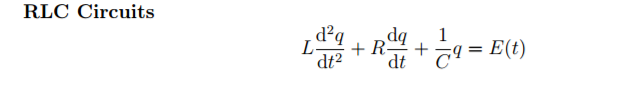 RLC Circuits
L d²q/dt² + R dq/dt + 1/C q = E(t)